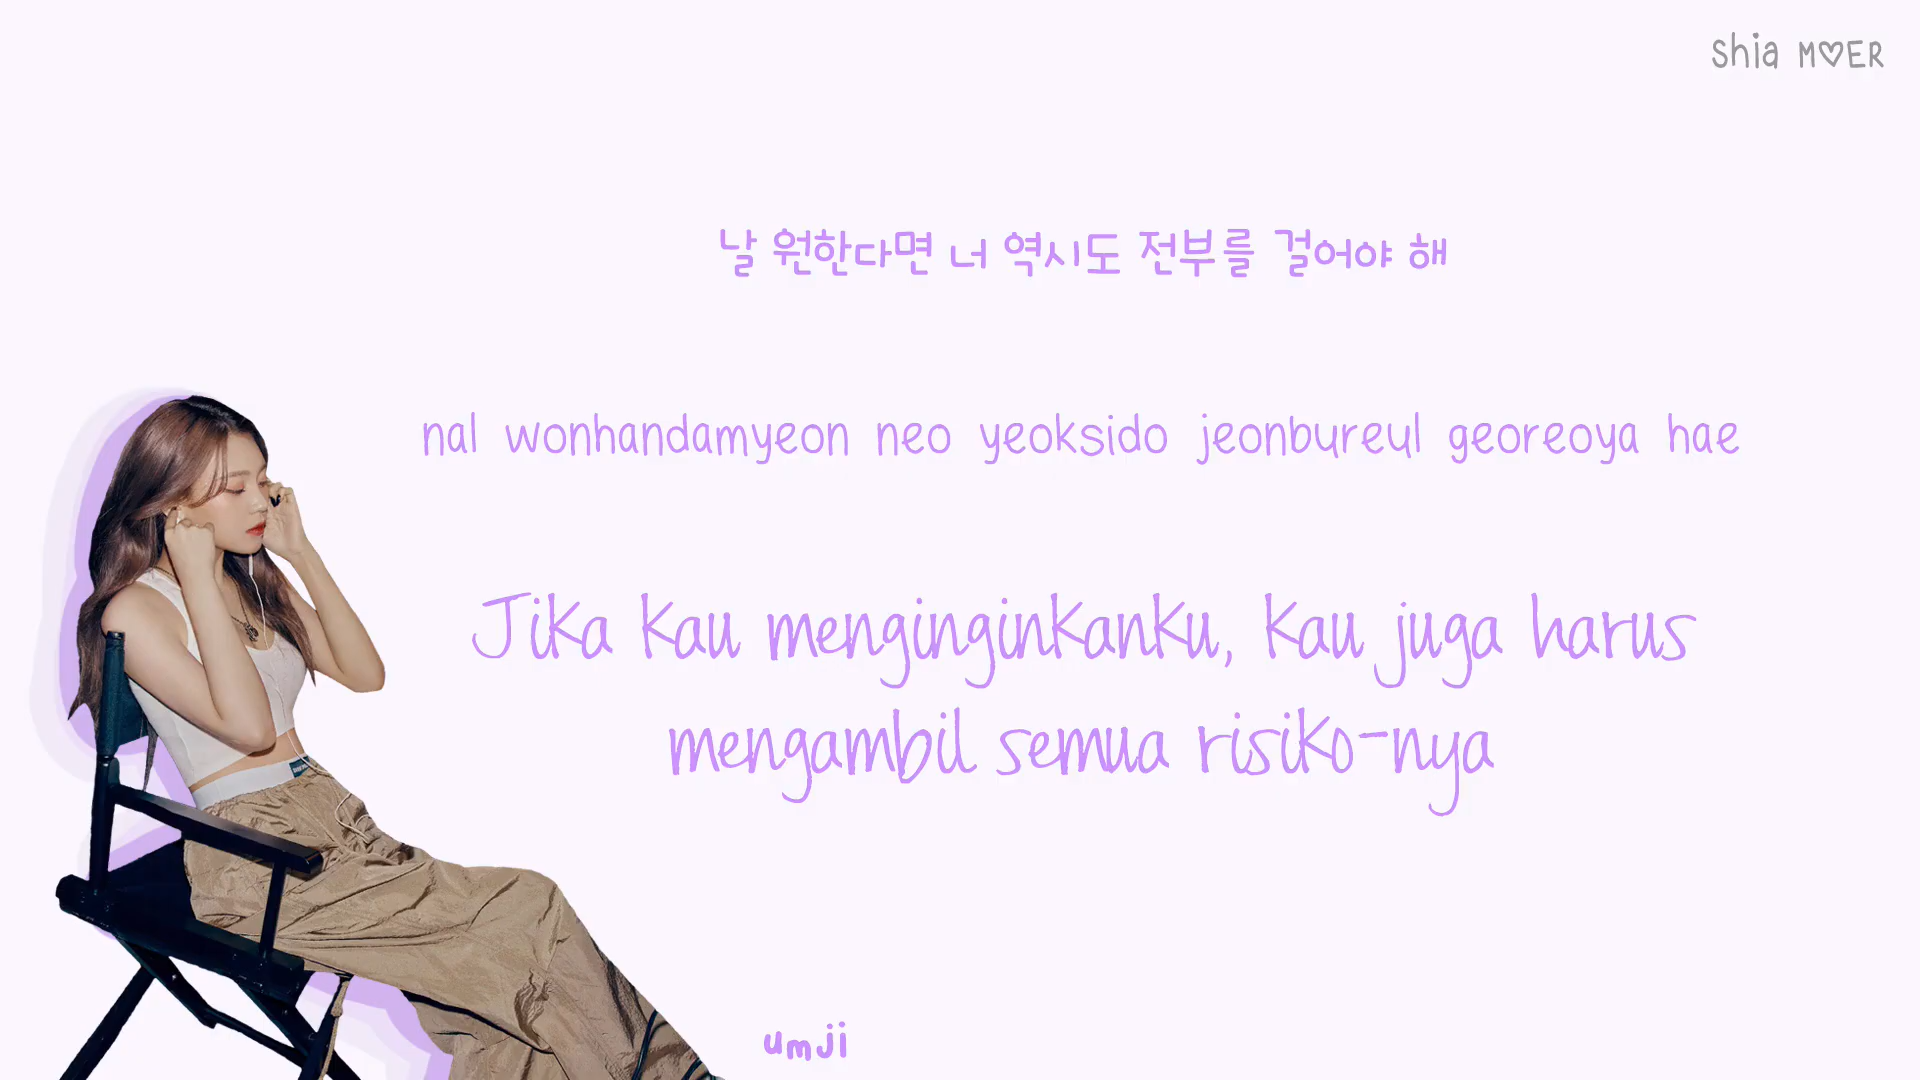 shia M♡ER
날 원한다면 너 역시도 전부를 걸어야 해
nal wonhandamyeon neo yeoksido jeonbureul georeoya hae
Jika kau menginginkanku, kau juga harus
mengambil semua risiko-nya
umji